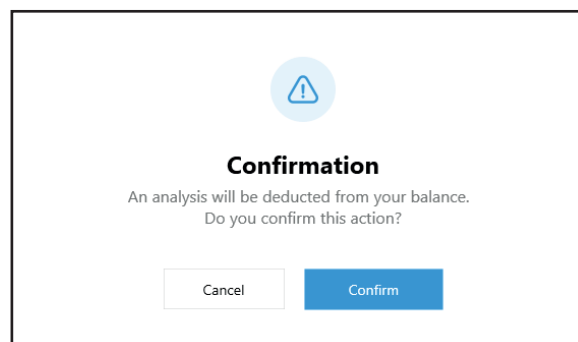 Confirmation
An analysis will be deducted from your balance.
Do you confirm this action?
Cancel
Confirm